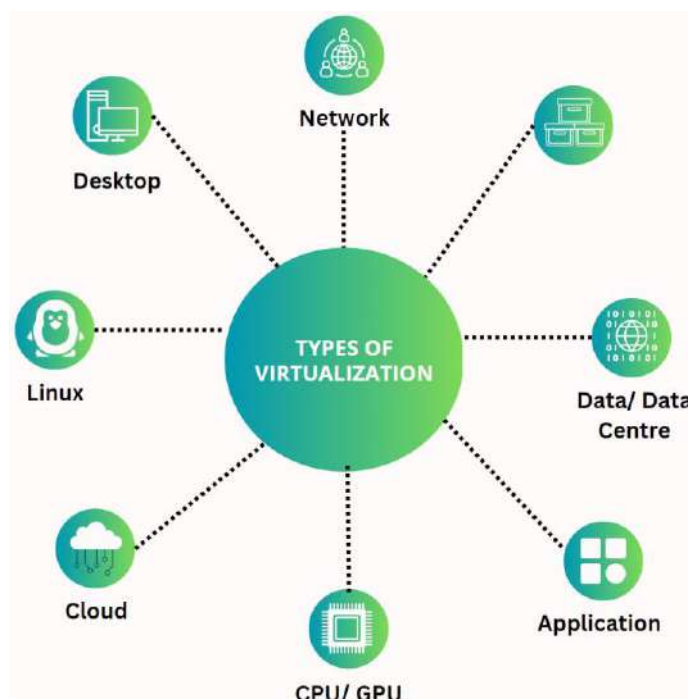 Network
Desktop
TYPES OF
VIRTUALIZATION
Linux
Data/ Data
Centre
Cloud
Application
CPU/ GPU